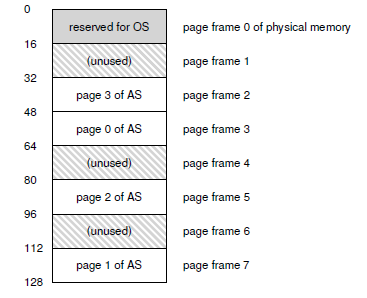 0
reserved for OS page frame 0 of physical memory
16
(unused) page frame 1
32
page 3 of AS page frame 2
48
page 0 of AS page frame 3
64
(unused) page frame 4
80
page 2 of AS page frame 5
96
(unused) page frame 6
112
page 1 of AS page frame 7
128